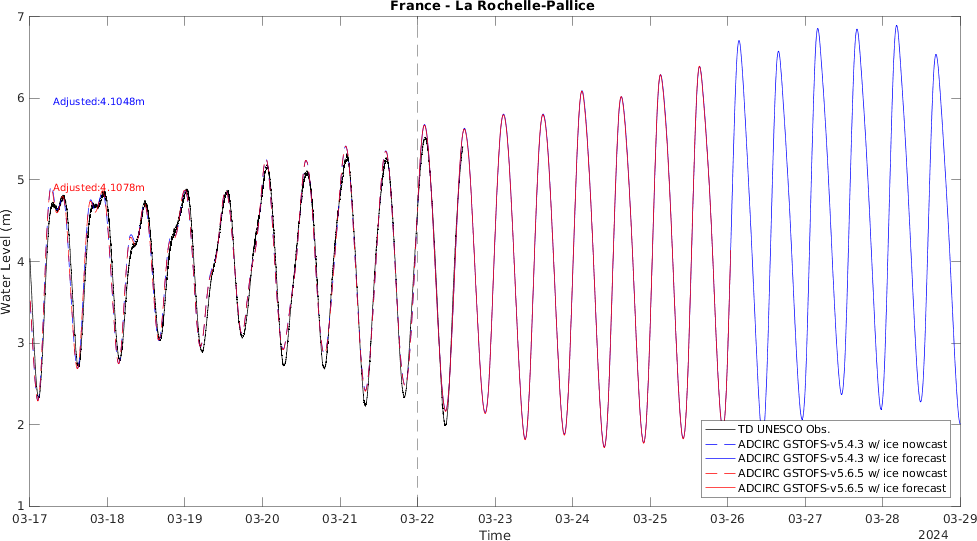 France - La Rochelle-Pallice
7
6
5
4
3
2
1
Water Level (m)
Adjusted:4.1048m
Adjusted:4.1078m
TD UNESCO Obs.
ADCIRC GSTOFS-v5.4.3 w/ ice nowcast
ADCIRC GSTOFS-v5.4.3 w/ ice forecast
ADCIRC GSTOFS-v5.6.5 w/ ice nowcast
ADCIRC GSTOFS-v5.6.5 w/ ice forecast
03-17 03-18 03-19 03-20 03-21 03-22 03-23 03-24 03-25 03-26 03-27 03-28 03-29
Time
2024